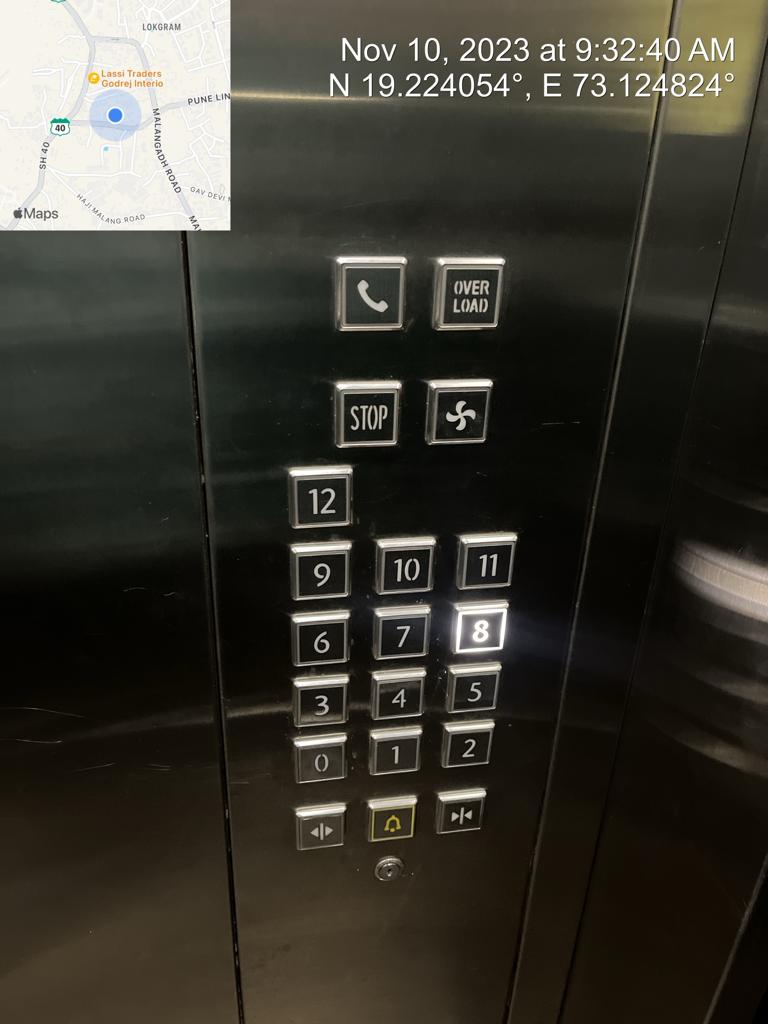 LOKGRAM
Lassi Traders
Godrej Interio
PUNE LIN
40
SH 40
MALANGADH ROAD
GAV DEVI
HAJI MALANG ROAD
MA
Maps
Nov 10, 2023 at 9:32:40 AM
N 19.224054°, E 73.124824°
OVER
LOAD
STOP
12
9 10 11
6 7 8
3 4 5
0 1 2